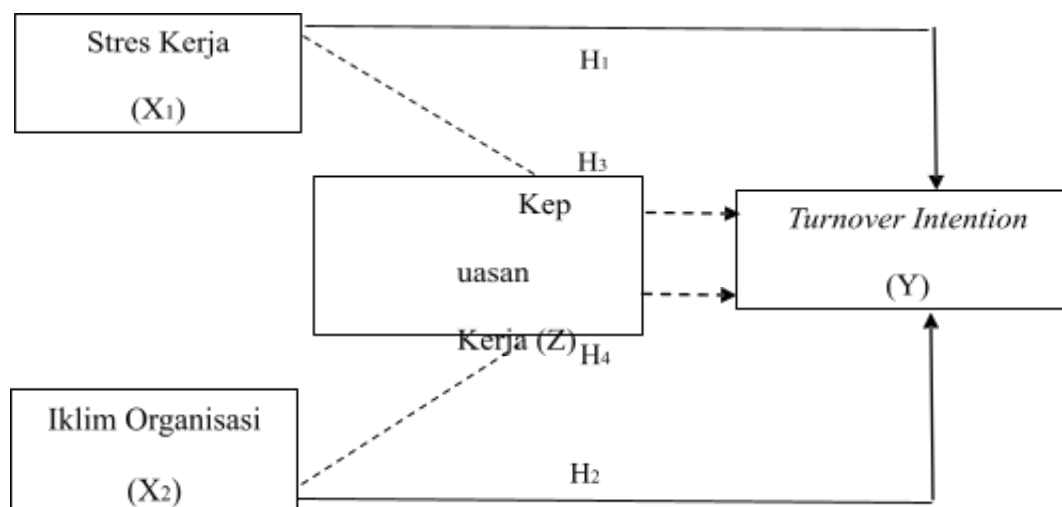 Stres Kerja
(X₁)
H₁
H₃
Kep
uasan
Kerja (Z)
Turnover Intention
(Y)
H₄
Iklim Organisasi
(X₂)
H₂